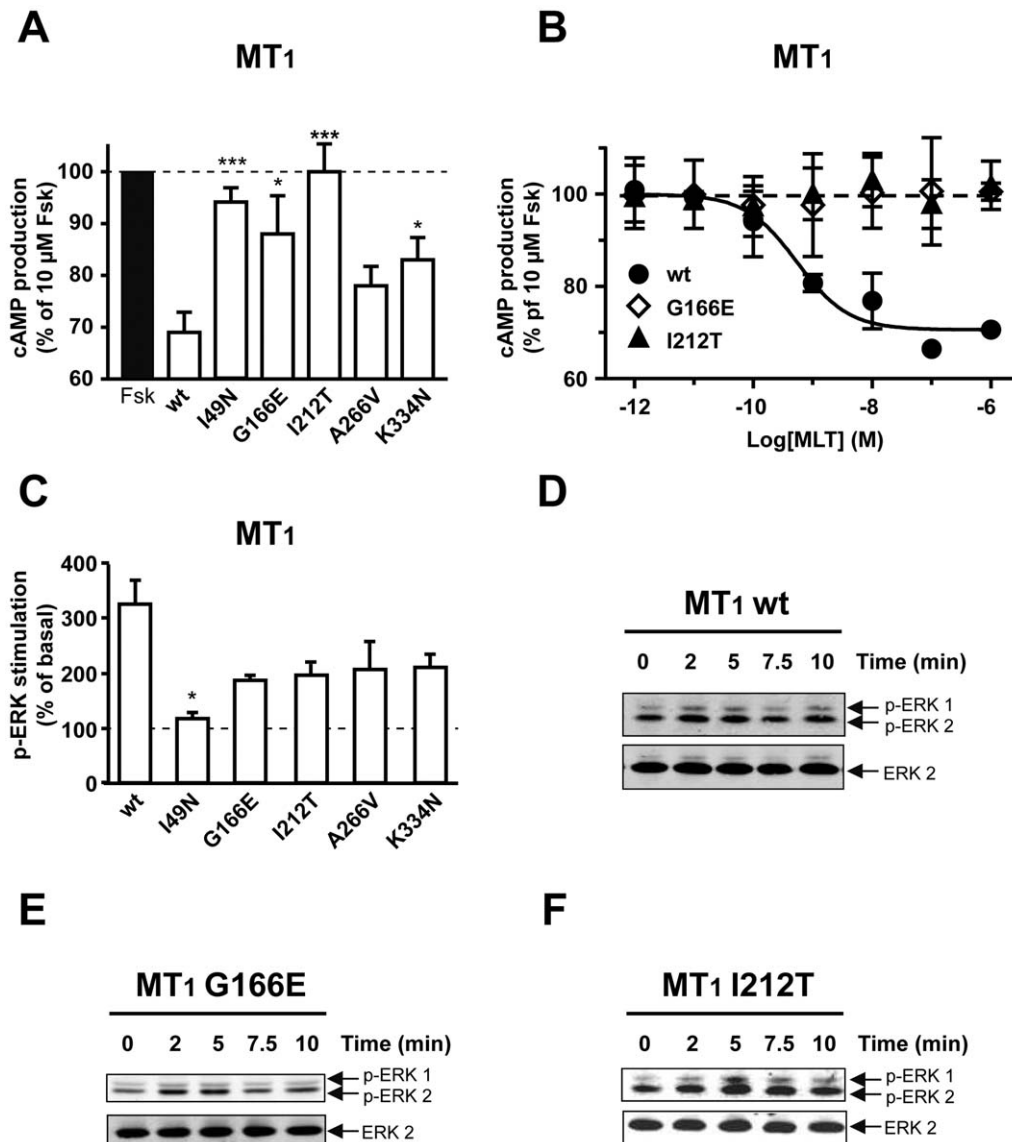 A
MT1
cAMP production
(% of 10 µM Fsk)
100
90
80
70
60
***
*
***
*
Fsk
wt
I49N
G166E
I212T
A266V
K334N
B
MT1
cAMP production
(% pf 10 µM Fsk)
100
80
60
wt
G166E
I212T
-12
-10
-8
-6
Log[MLT] (M)
C
MT1
p-ERK stimulation
(% of basal)
400
300
200
100
0
*
wt
I49N
G166E
I212T
A266V
K334N
D
MT1 wt
0 2 5 7.5 10 Time (min)
p-ERK 1
p-ERK 2
ERK 2
E
MT1 G166E
0 2 5 7.5 10 Time (min)
p-ERK 1
p-ERK 2
ERK 2
F
MT1 I212T
0 2 5 7.5 10 Time (min)
p-ERK 1
p-ERK 2
ERK 2